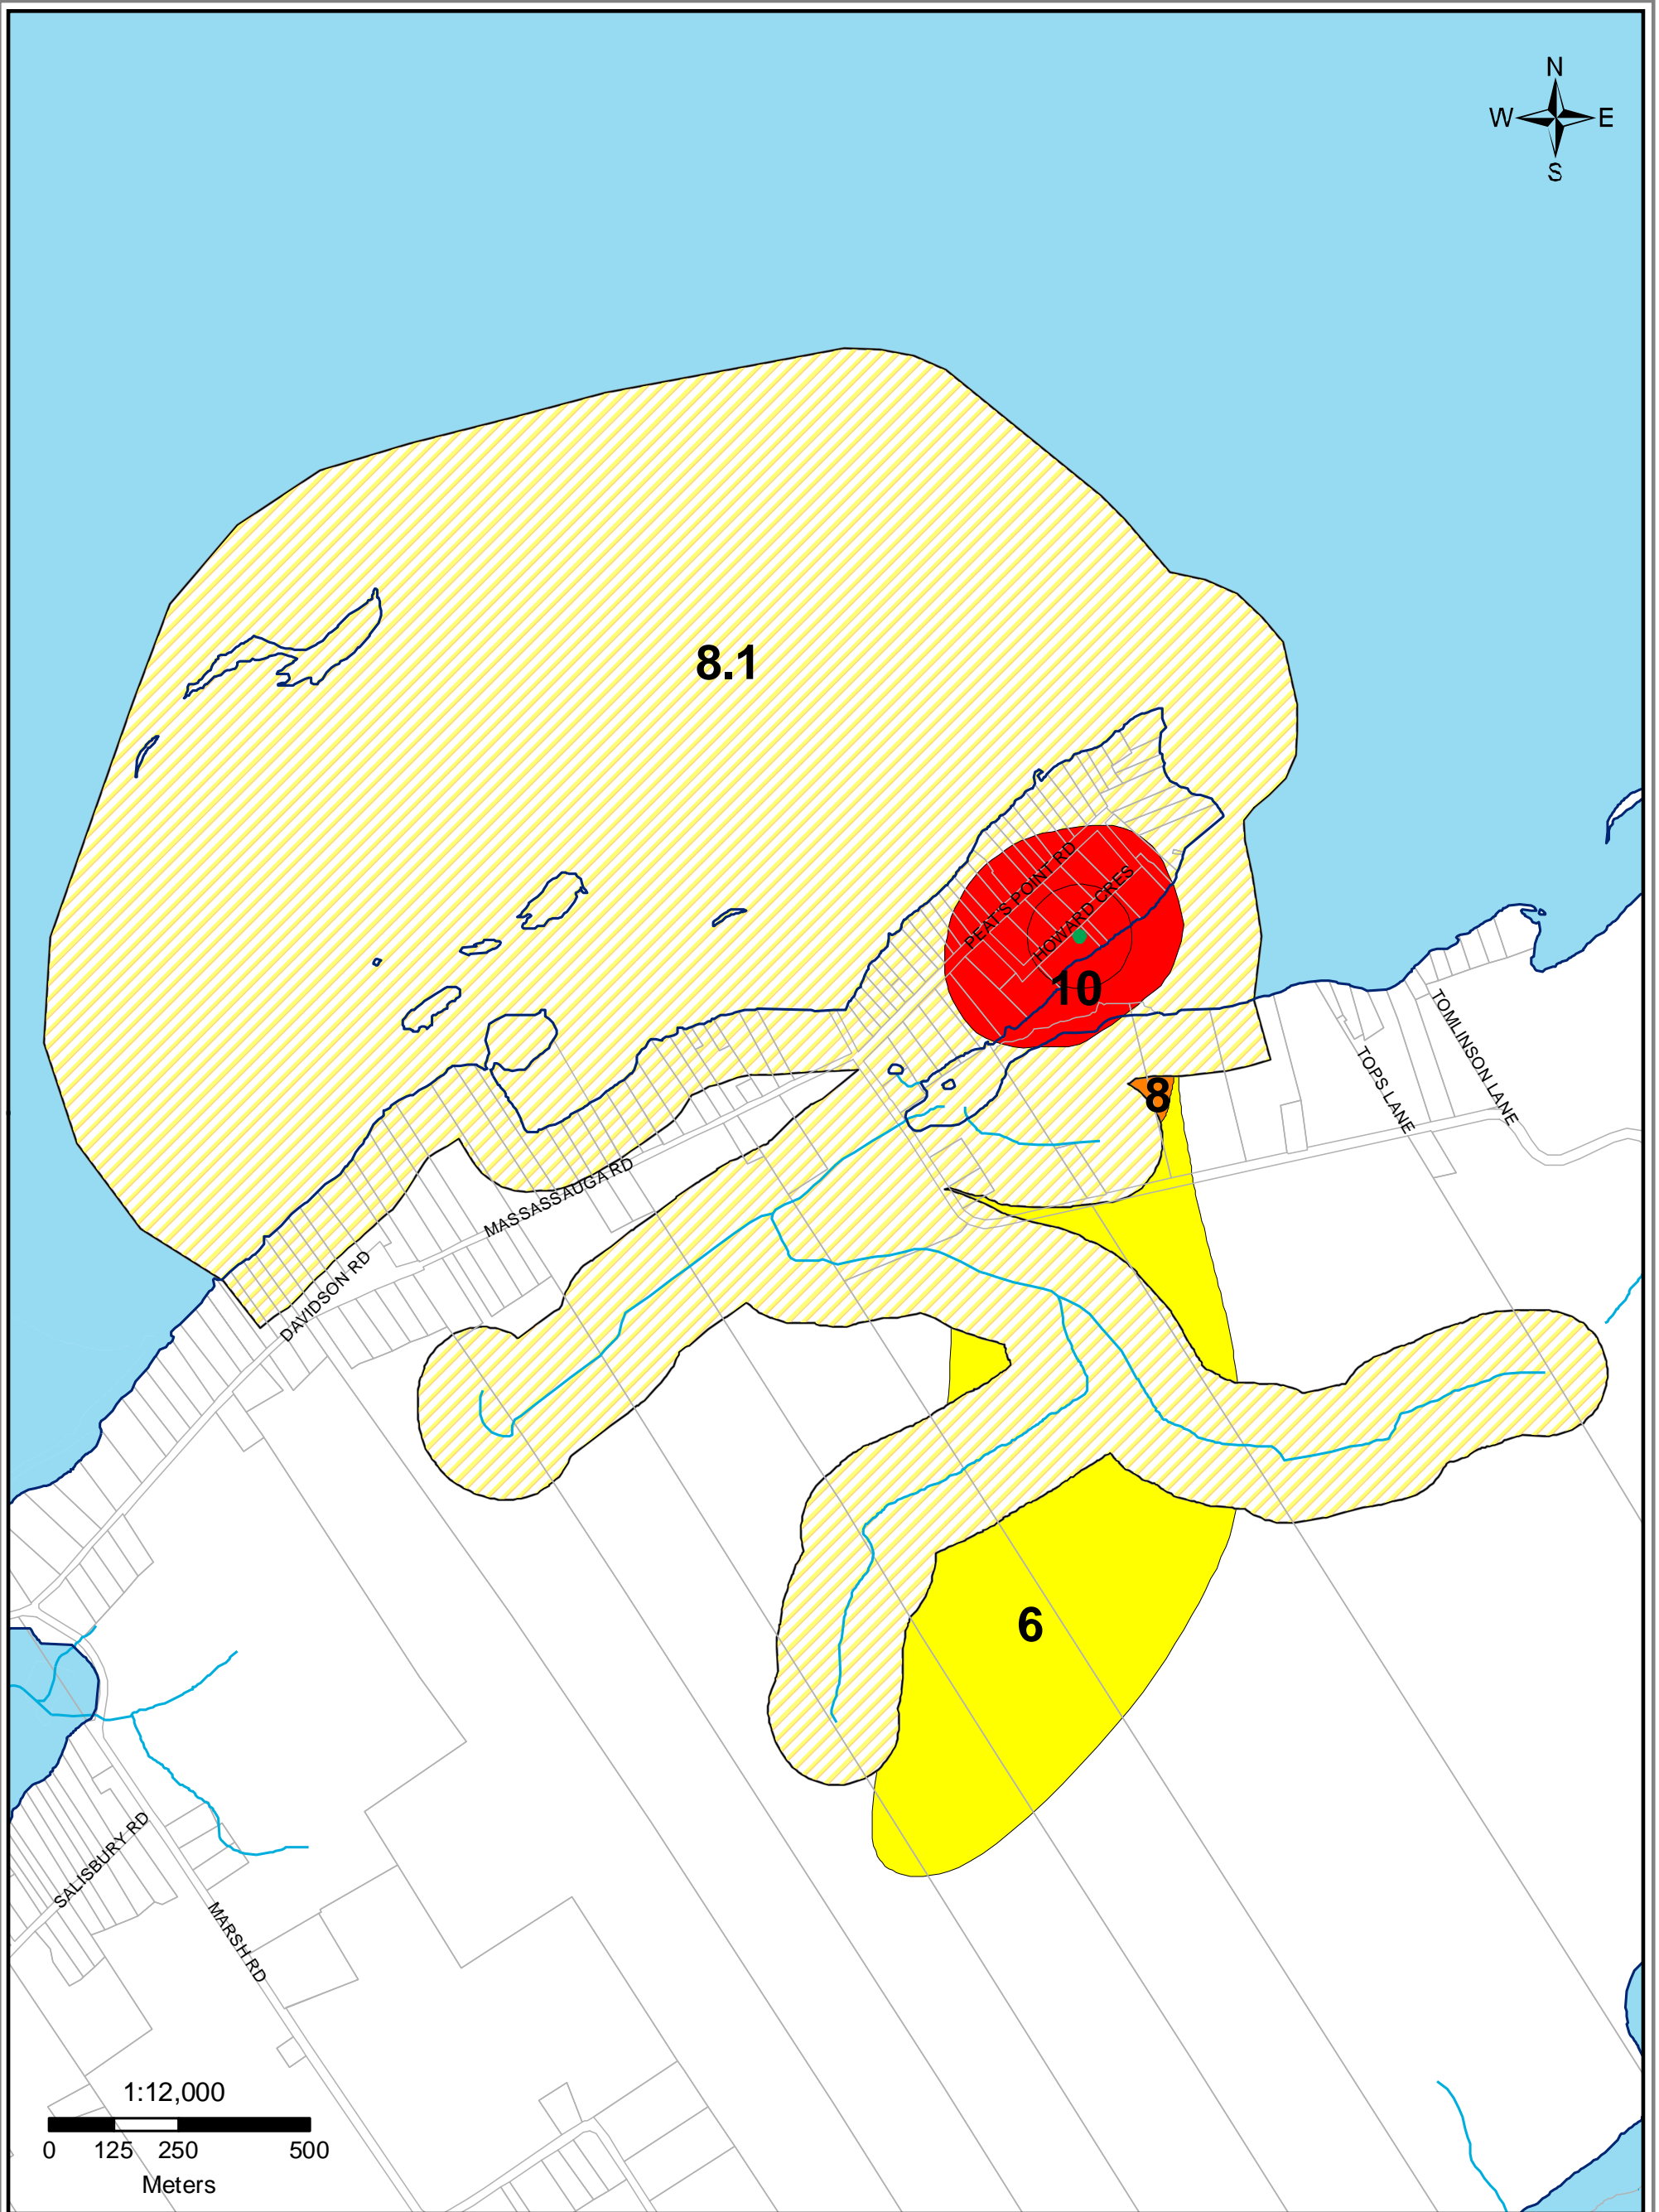 N
W E
S
8.1
PEAT'S POINT RD
HOWARD CRES
10
TOMLINSON LANE
TOPS LANE
8
MASSASSAUGA RD
DAVIDSON RD
6
SALISBURY RD
MARSH RD
1:12,000
0 125 250 500
Meters